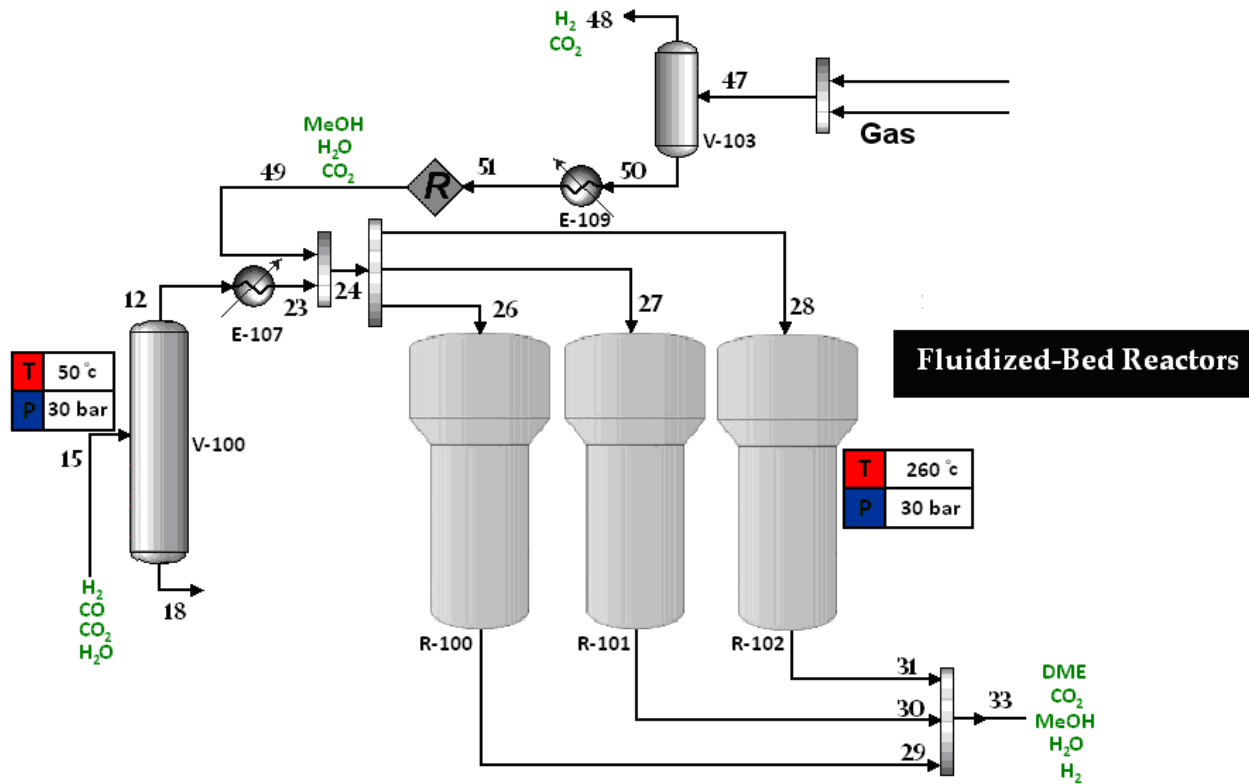 H₂ 48
CO₂
47
Gas
V-103
MeOH
H₂O
CO₂
49
R
51
50
E-109
12
23
24
E-107
26
27
28
T 50 °c
P 30 bar
15
V-100
18
H₂
CO
CO₂
H₂O
Fluidized-Bed Reactors
T 260 °c
P 30 bar
R-100
R-101
R-102
31
30
29
33
DME
CO₂
MeOH
H₂O
H₂